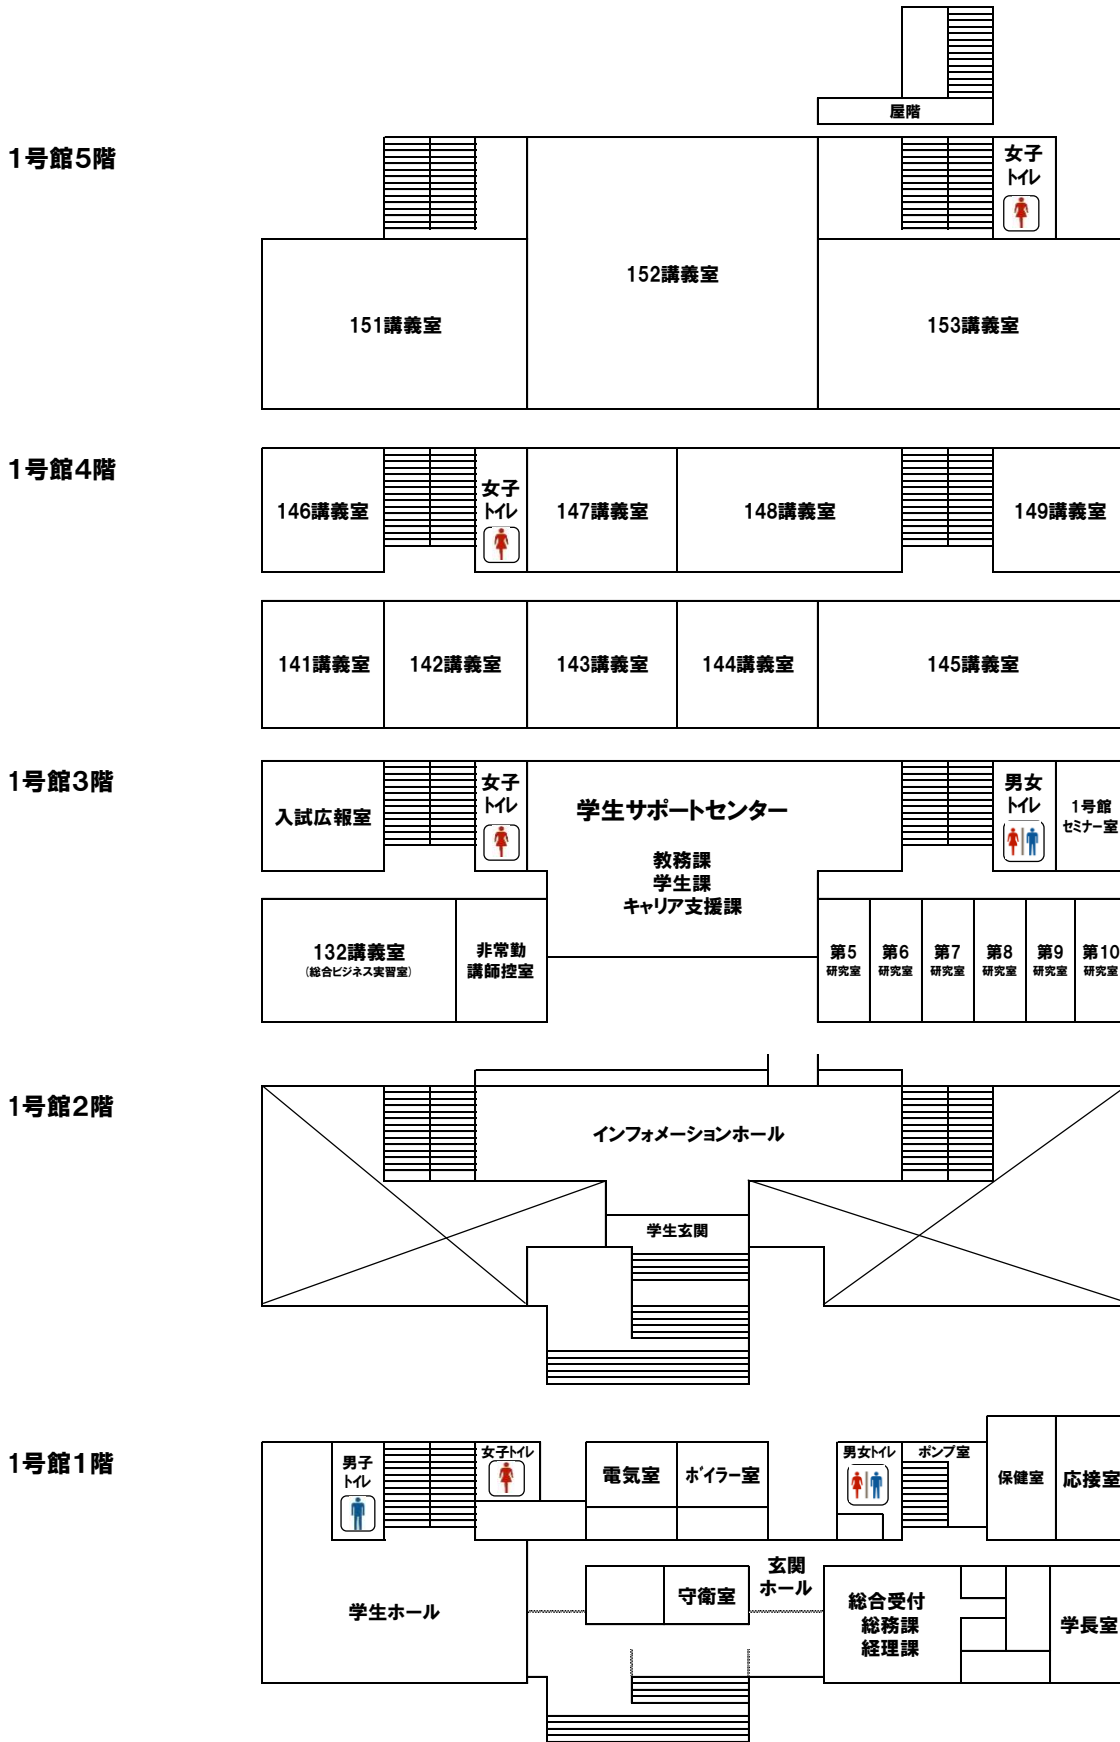 屋階
1号館5階
女子
トイレ
152講義室
151講義室
153講義室
1号館4階
146講義室
女子
トイレ
147講義室
148講義室
149講義室
141講義室
142講義室
143講義室
144講義室
145講義室
1号館3階
入試広報室
女子
トイレ
学生サポートセンター
教務課
学生課
キャリア支援課
男女
トイレ
1号館
セミナー室
132講義室
(総合ビジネス実習室)
非常勤
講師控室
第5
研究室
第6
研究室
第7
研究室
第8
研究室
第9
研究室
第10
研究室
1号館2階
インフォメーションホール
学生玄関
1号館1階
男子
トイレ
女子トイレ
電気室
ボイラー室
男女トイレ
ポンプ室
保健室
応接室
学生ホール
守衛室
玄関
ホール
総合受付
総務課
経理課
学長室